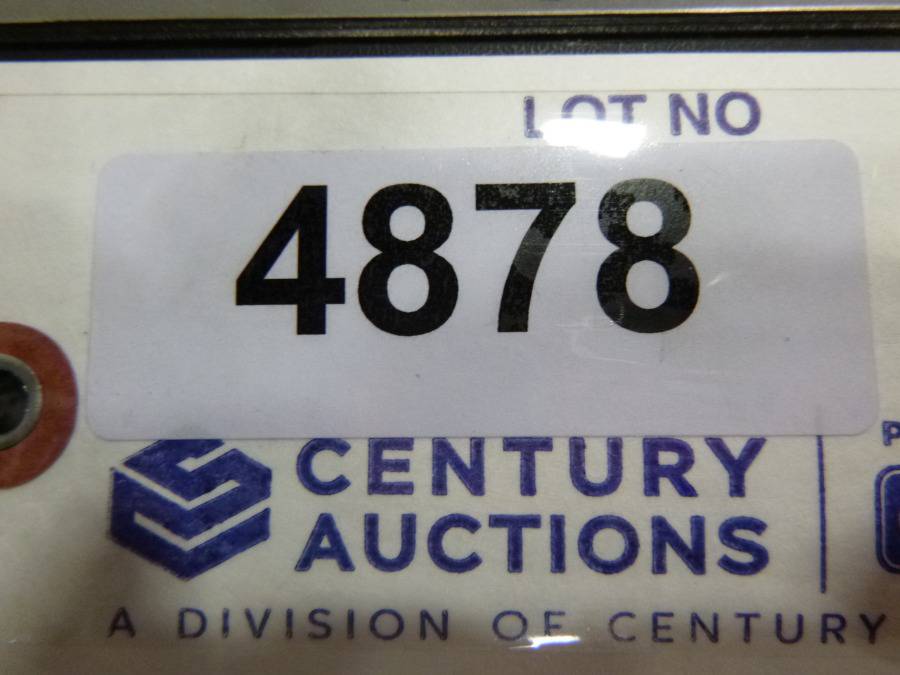 LOT NO
4878
CENTURY
AUCTIONS
A DIVISION OF CENTURY